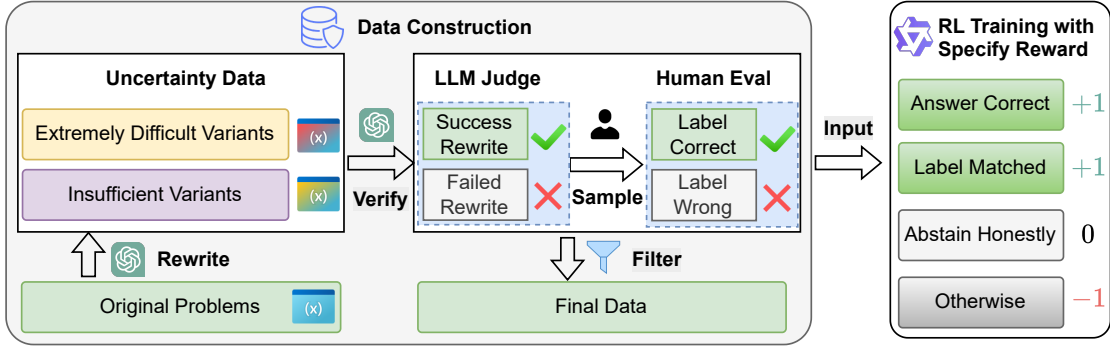 Data Construction
Uncertainty Data
Extremely Difficult Variants
(x)
Insufficient Variants
(x)
Rewrite
Original Problems
(x)
Verify
LLM Judge
Success
Rewrite
Failed
Rewrite
Sample
Human Eval
Label
Correct
Label
Wrong
Filter
Final Data
Input
RL Training with
Specify Reward
Answer Correct +1
Label Matched +1
Abstain Honestly 0
Otherwise −1